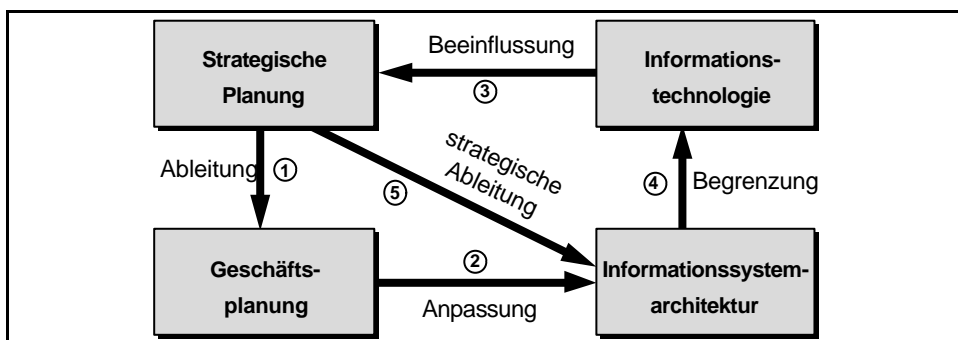 Strategische
Planung
Beeinflussung
③
Informations-
technologie
Ableitung
①
strategische
Ableitung
⑤
④
Begrenzung
Geschäfts-
planung
②
Anpassung
Informationssystem-
architektur